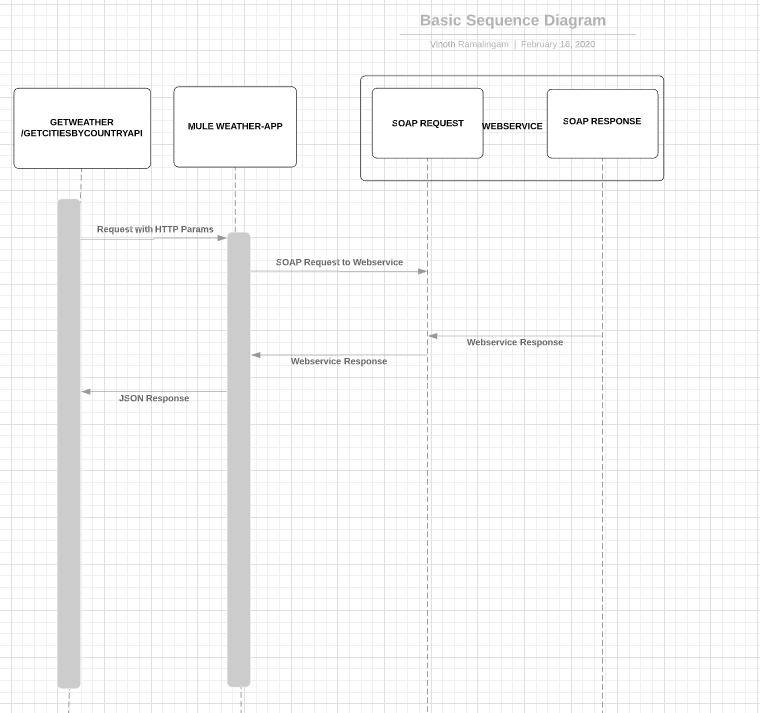 Basic Sequence Diagram
Vinoth Ramalingam | February 18, 2020
GETWEATHER
/GETCITIESBYCOUNTRYAPI
MULE WEATHER-APP
SOAP REQUEST
WEBSERVICE
SOAP RESPONSE
Request with HTTP Params
SOAP Request to Webservice
Webservice Response
Webservice Response
JSON Response